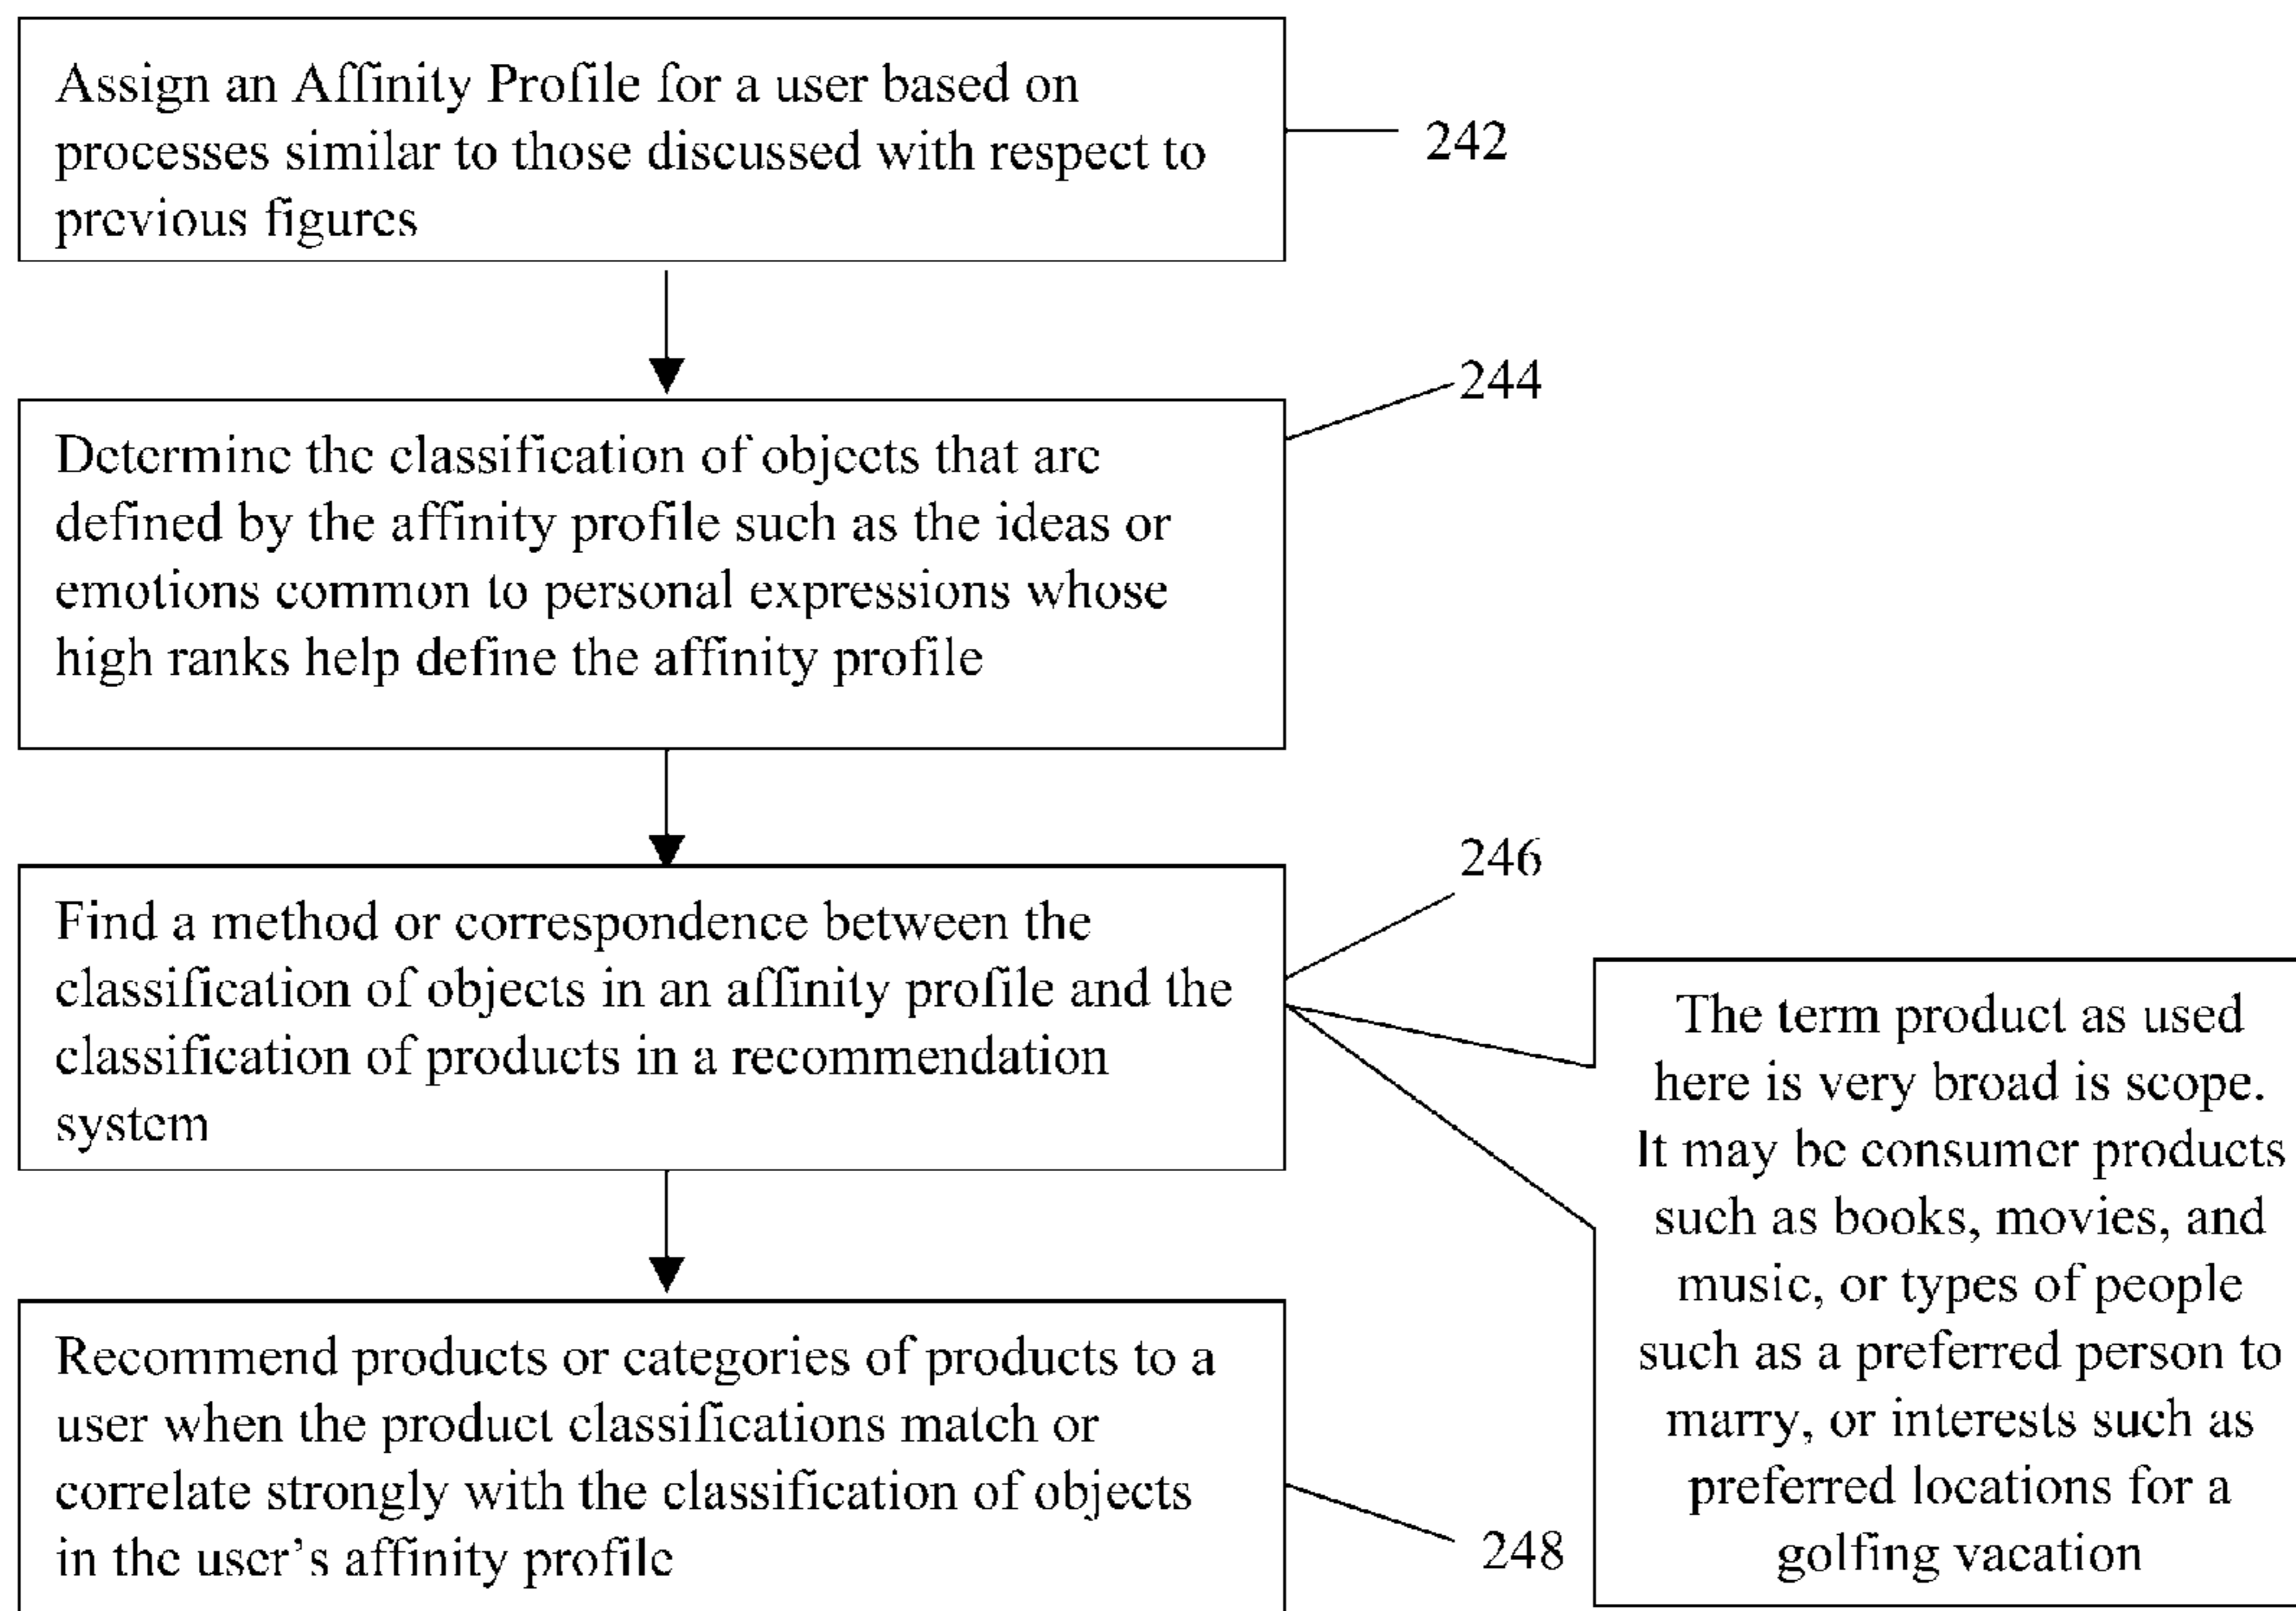 Assign an Affinity Profile for a user based on
processes similar to those discussed with respect to
previous figures
242
244
Determine the classification of objects that are
defined by the affinity profile such as the ideas or
emotions common to personal expressions whose
high ranks help define the affinity profile
246
Find a method or correspondence between the
classification of objects in an affinity profile and the
classification of products in a recommendation
system
The term product as used
here is very broad is scope.
It may be consumer products
such as books, movies, and
music, or types of people
such as a preferred person to
marry, or interests such as
preferred locations for a
golfing vacation
Recommend products or categories of products to a
user when the product classifications match or
correlate strongly with the classification of objects
in the user's affinity profile
248